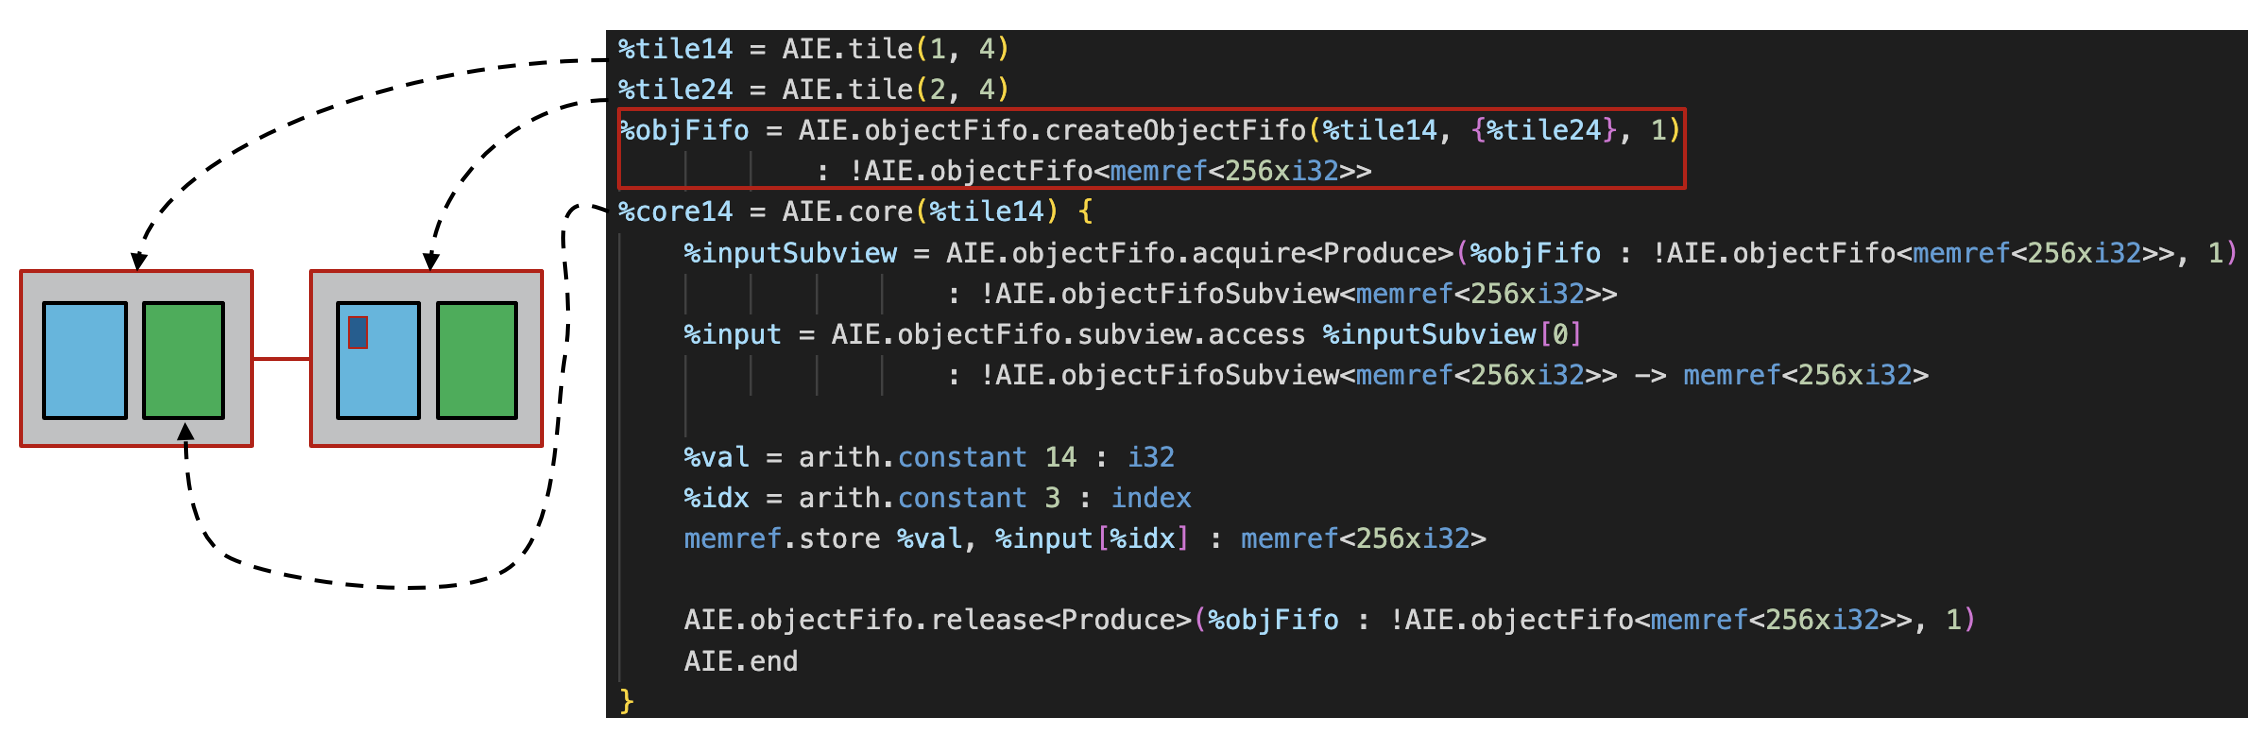 %tile14 = AIE.tile(1, 4)
%tile24 = AIE.tile(2, 4)
%objFifo = AIE.objectFifo.createObjectFifo(%tile14, {%tile24}, 1)
: !AIE.objectFifo<memref<256xi32>>
%core14 = AIE.core(%tile14) {
%inputSubview = AIE.objectFifo.acquire<Produce>(%objFifo : !AIE.objectFifo<memref<256xi32>>, 1)
: !AIE.objectFifoSubview<memref<256xi32>>
%input = AIE.objectFifo.subview.access %inputSubview[0]
: !AIE.objectFifoSubview<memref<256xi32>> -> memref<256xi32>
%val = arith.constant 14 : i32
%idx = arith.constant 3 : index
memref.store %val, %input[%idx] : memref<256xi32>
AIE.objectFifo.release<Produce>(%objFifo : !AIE.objectFifo<memref<256xi32>>, 1)
AIE.end
}